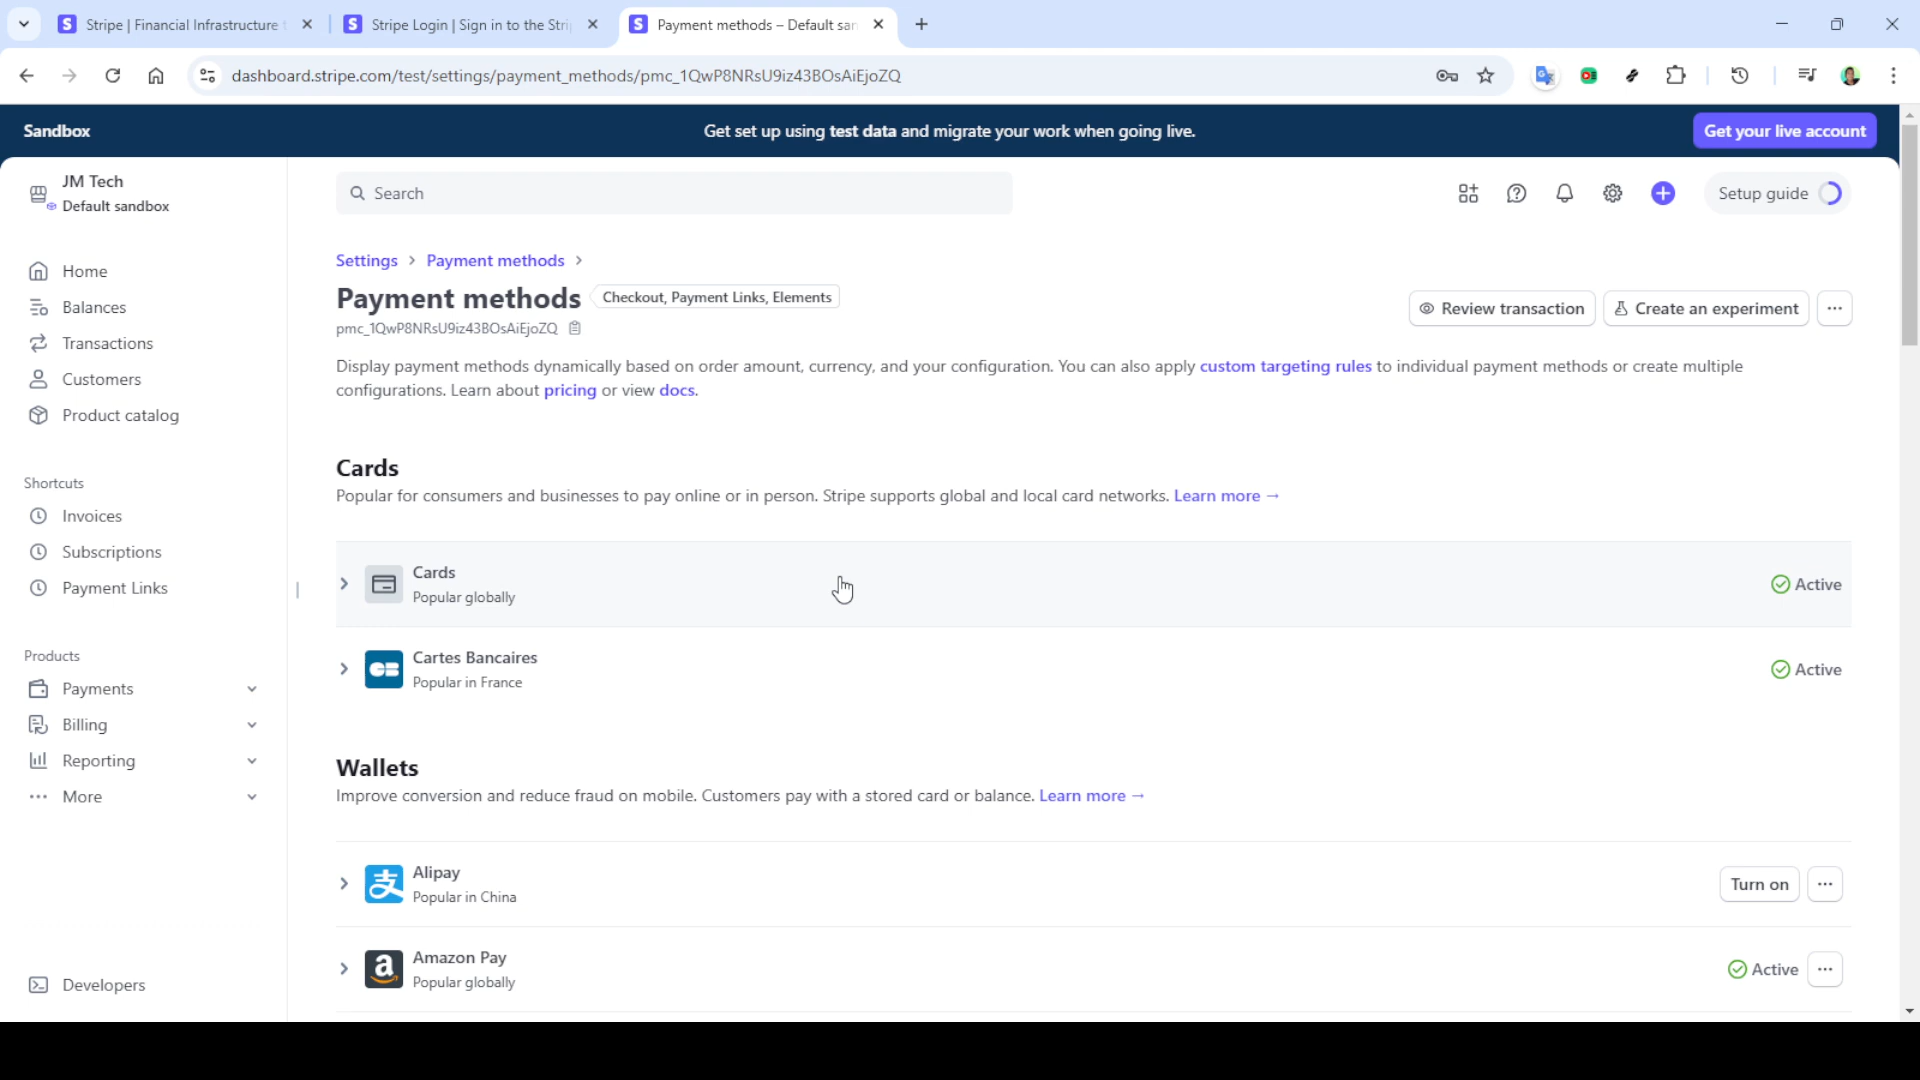 Stripe | Financial Infrastructure t
Stripe Login | Sign in to the Stri
Payment methods – Default san
dashboard.stripe.com/test/settings/payment_methods/pmc_1QwP8NRsU9iz43BOsAiEjoZQ
Sandbox
Get set up using test data and migrate your work when going live.
Get your live account
JM Tech
Default sandbox
Search
Setup guide
Home
Balances
Transactions
Customers
Product catalog
Shortcuts
Invoices
Subscriptions
Payment Links
Products
Payments
Billing
Reporting
More
Developers
Settings > Payment methods >
Payment methods
Checkout, Payment Links, Elements
pmc_1QwP8NRsU9iz43BOsAiEjoZQ
Review transaction
Create an experiment
Display payment methods dynamically based on order amount, currency, and your configuration. You can also apply custom targeting rules to individual payment methods or create multiple
configurations. Learn about pricing or view docs.
Cards
Popular for consumers and businesses to pay online or in person. Stripe supports global and local card networks. Learn more →
Cards
Popular globally
Active
CB
Cartes Bancaires
Popular in France
Active
Wallets
Improve conversion and reduce fraud on mobile. Customers pay with a stored card or balance. Learn more →
支
Alipay
Popular in China
Turn on
a
Amazon Pay
Popular globally
Active